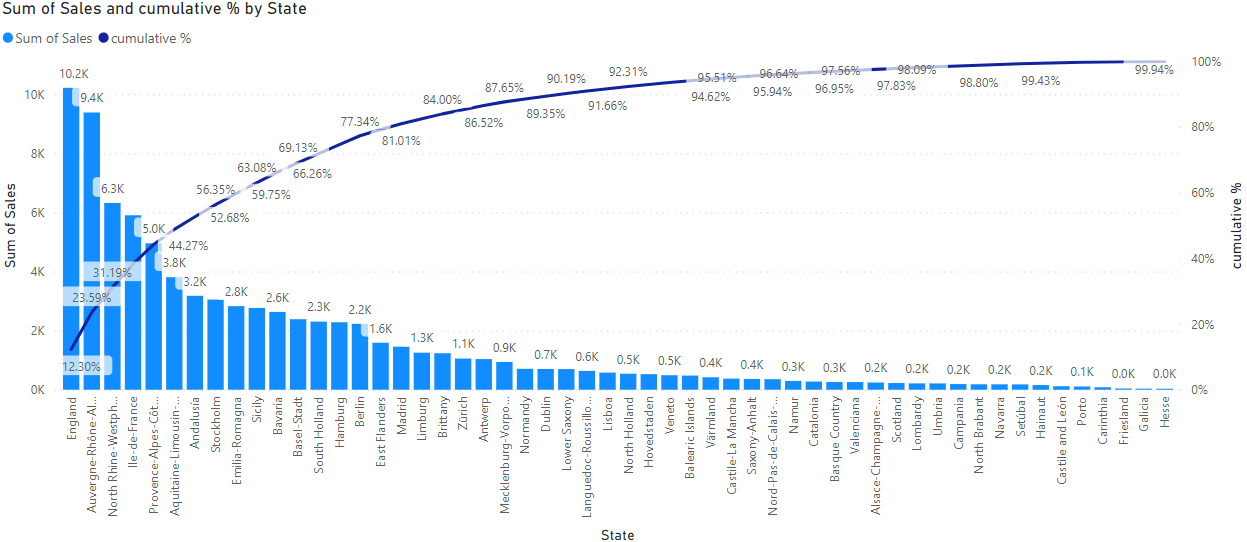 Sum of Sales and cumulative % by State
Sum of Sales cumulative %
Sum of Sales
10K
8K
6K
4K
2K
0K
10.2K
9.4K
6.3K
5.0K
3.8K
3.2K
2.8K
2.6K
2.3K
2.2K
1.6K
1.3K
1.1K
0.9K
0.7K
0.6K
0.5K
0.5K
0.4K
0.4K
0.3K
0.3K
0.2K
0.2K
0.2K
0.2K
0.2K
0.1K
0.0K
0.0K
12.30%
23.59%
31.19%
44.27%
52.68%
56.35%
59.75%
63.08%
66.26%
69.13%
77.34%
81.01%
84.00%
86.52%
87.65%
89.35%
90.19%
91.66%
92.31%
94.62%
95.51%
95.94%
96.64%
96.95%
97.56%
97.83%
98.09%
98.80%
99.43%
99.94%
100%
80%
60%
40%
20%
0%
cumulative %
England
Auvergne-Rhône-Al...
North Rhine-Westph...
Ile-de-France
Provence-Alpes-Côt...
Aquitaine-Limousin-...
Andalusía
Stockholm
Emilia-Romagna
Sicily
Bavaria
Basel-Stadt
South Holland
Hamburg
Berlin
East Flanders
Madrid
Limburg
Brittany
Zürich
Antwerp
Mecklenburg-Vorpo...
Normandy
Dublin
Lower Saxony
Languedoc-Roussillo...
Lisboa
North Holland
Hovedstaden
Veneto
Balearic Islands
Värmland
Castile-La Mancha
Saxony-Anhalt
Nord-Pas-de-Calais-...
Namur
Catalonia
Basque Country
Valenciana
Alsace-Champagne-...
Scotland
Lombardy
Umbria
Campania
North Brabant
Navarra
Setúbal
Hainaut
Castile and León
Porto
Carinthia
Friesland
Galicia
Hesse
State